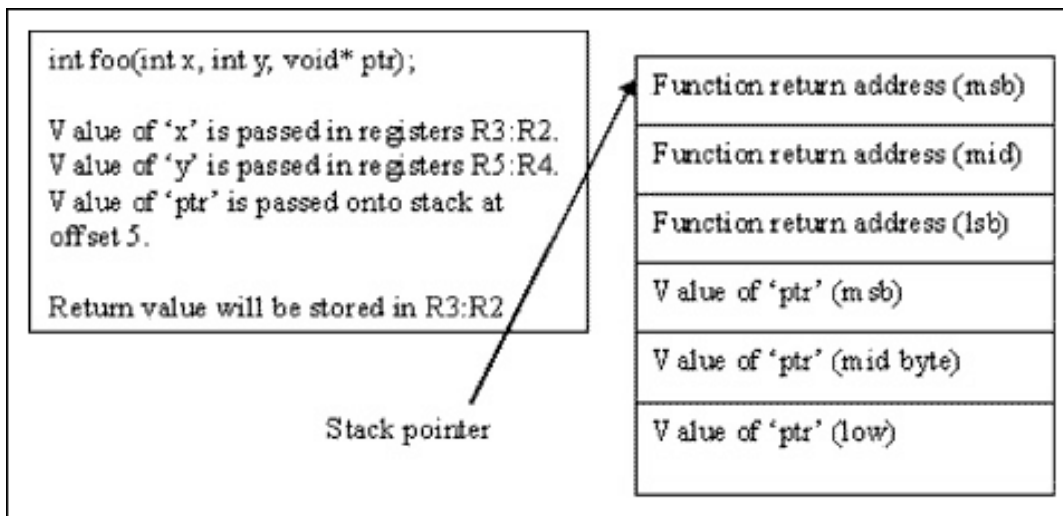 int foo(int x, int y, void* ptr);
Value of ‘x’ is passed in registers R3:R2.
Value of ‘y’ is passed in registers R5:R4.
Value of ‘ptr’ is passed onto stack at
offset 5.
Return value will be stored in R3:R2
Stack pointer
Function return address (msb)
Function return address (mid)
Function return address (lsb)
Value of ‘ptr’ (msb)
Value of ‘ptr’ (mid byte)
Value of ‘ptr’ (low)